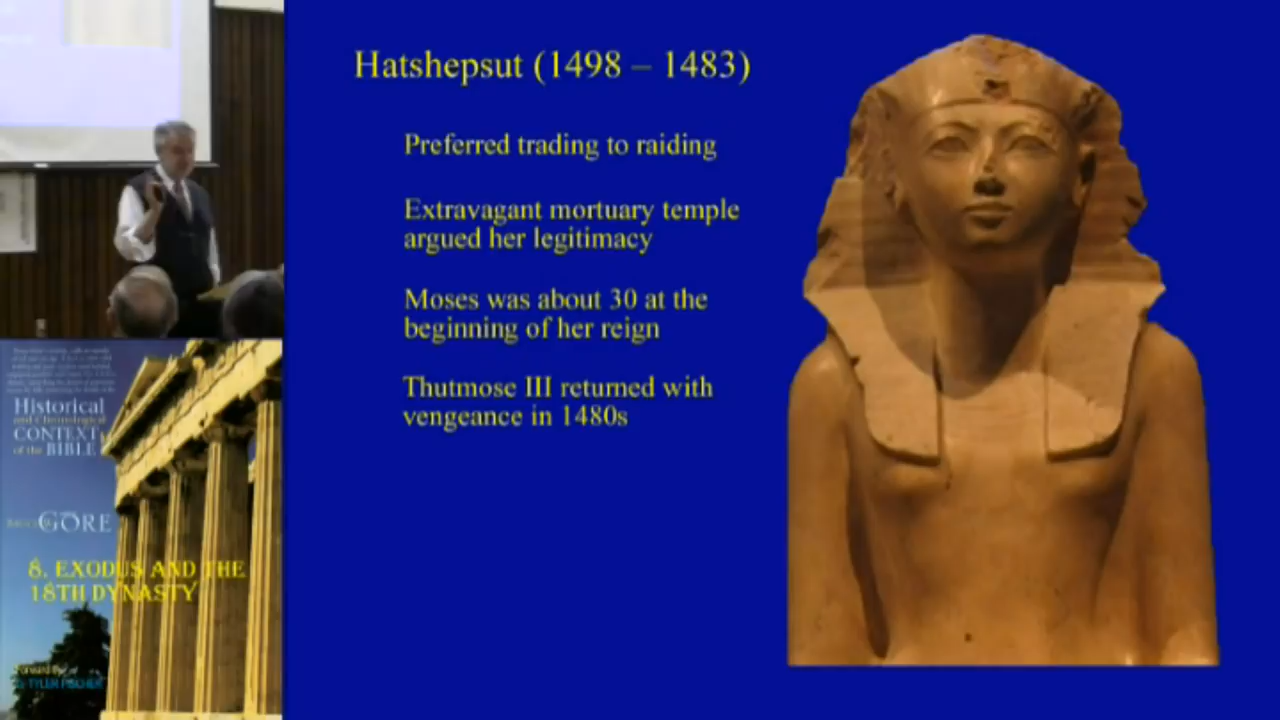 Hatshepsut (1498 – 1483)
Preferred trading to raiding
Extravagant mortuary temple
argued her legitimacy
Moses was about 30 at the
beginning of her reign
Thutmose III returned with
vengeance in 1480s
Historical
and Chronological
CONTEXT
of the BIBLE
GORE
8. EXODUS AND THE
18TH DYNASTY